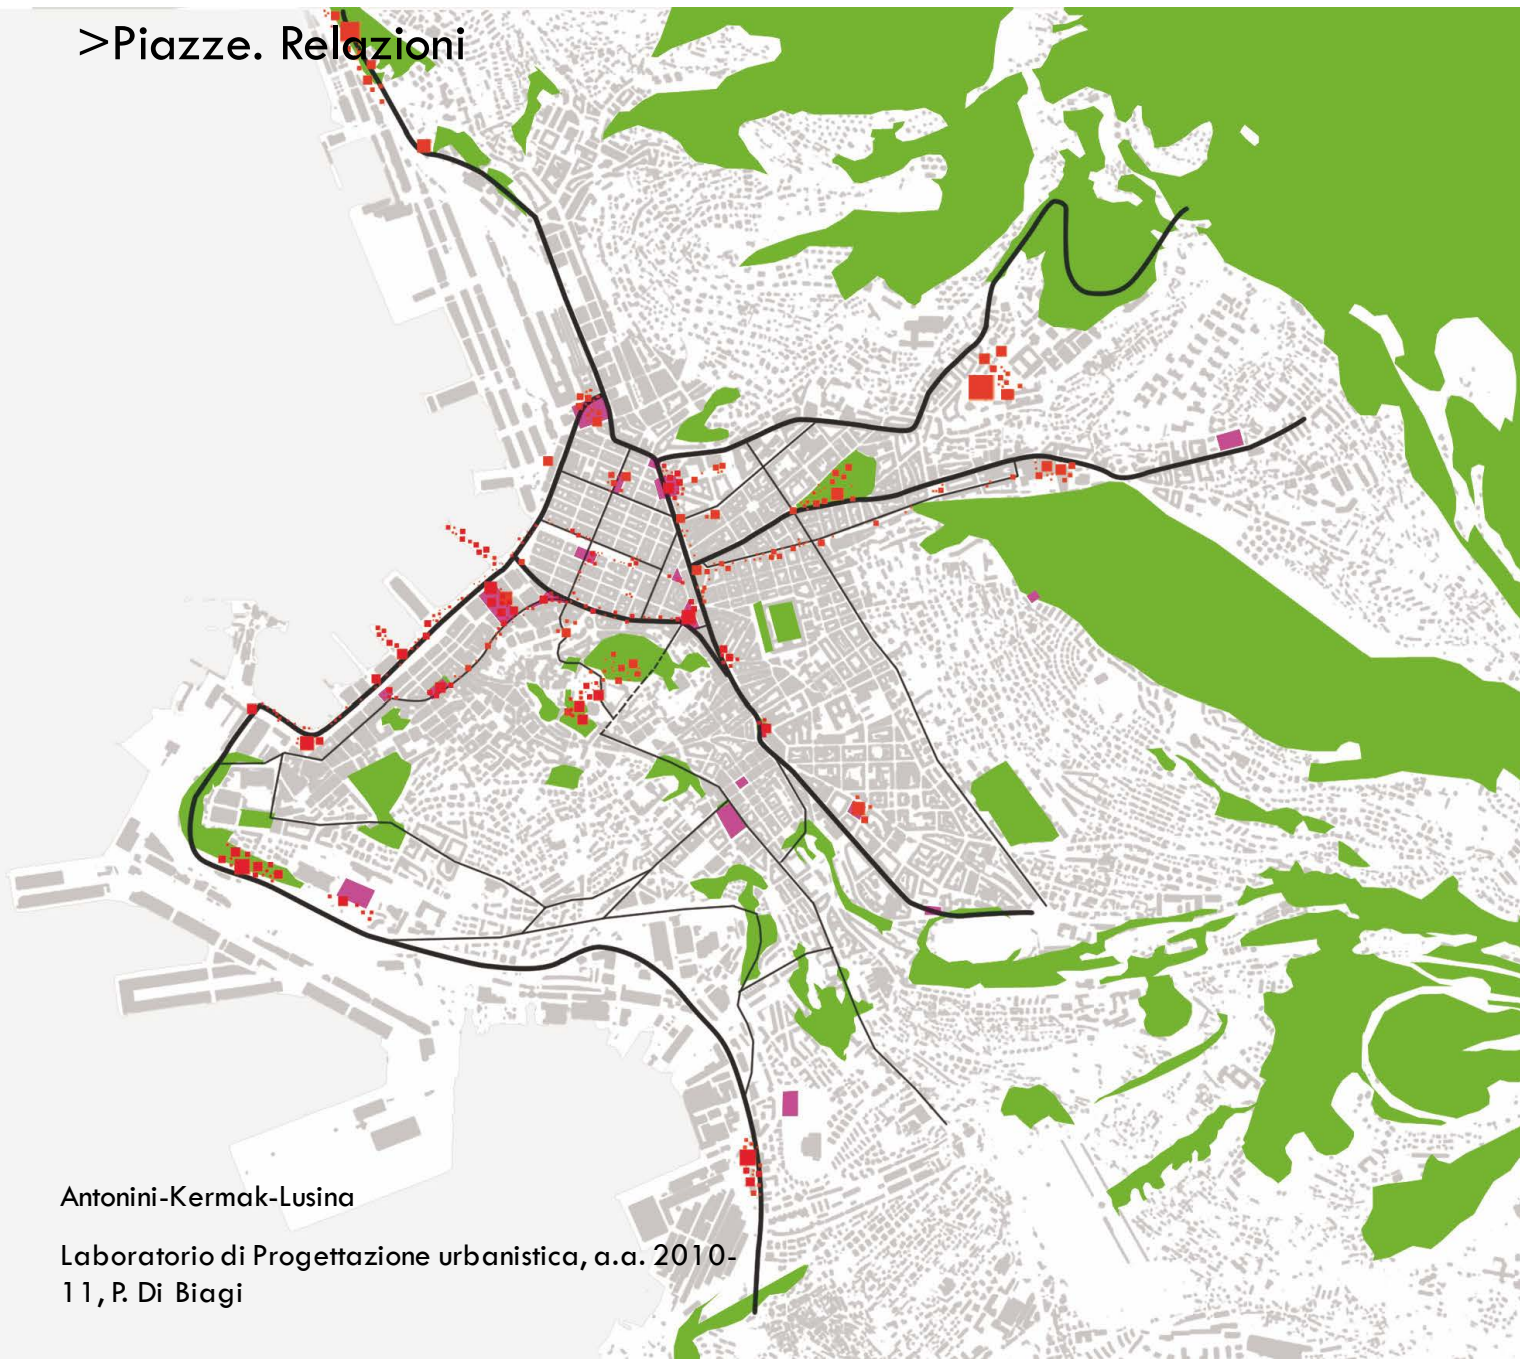 >Piazze. Relazioni
Antonini-Kermak-Lusina
Laboratorio di Progettazione urbanistica, a.a. 2010-
11, P. Di Biagi